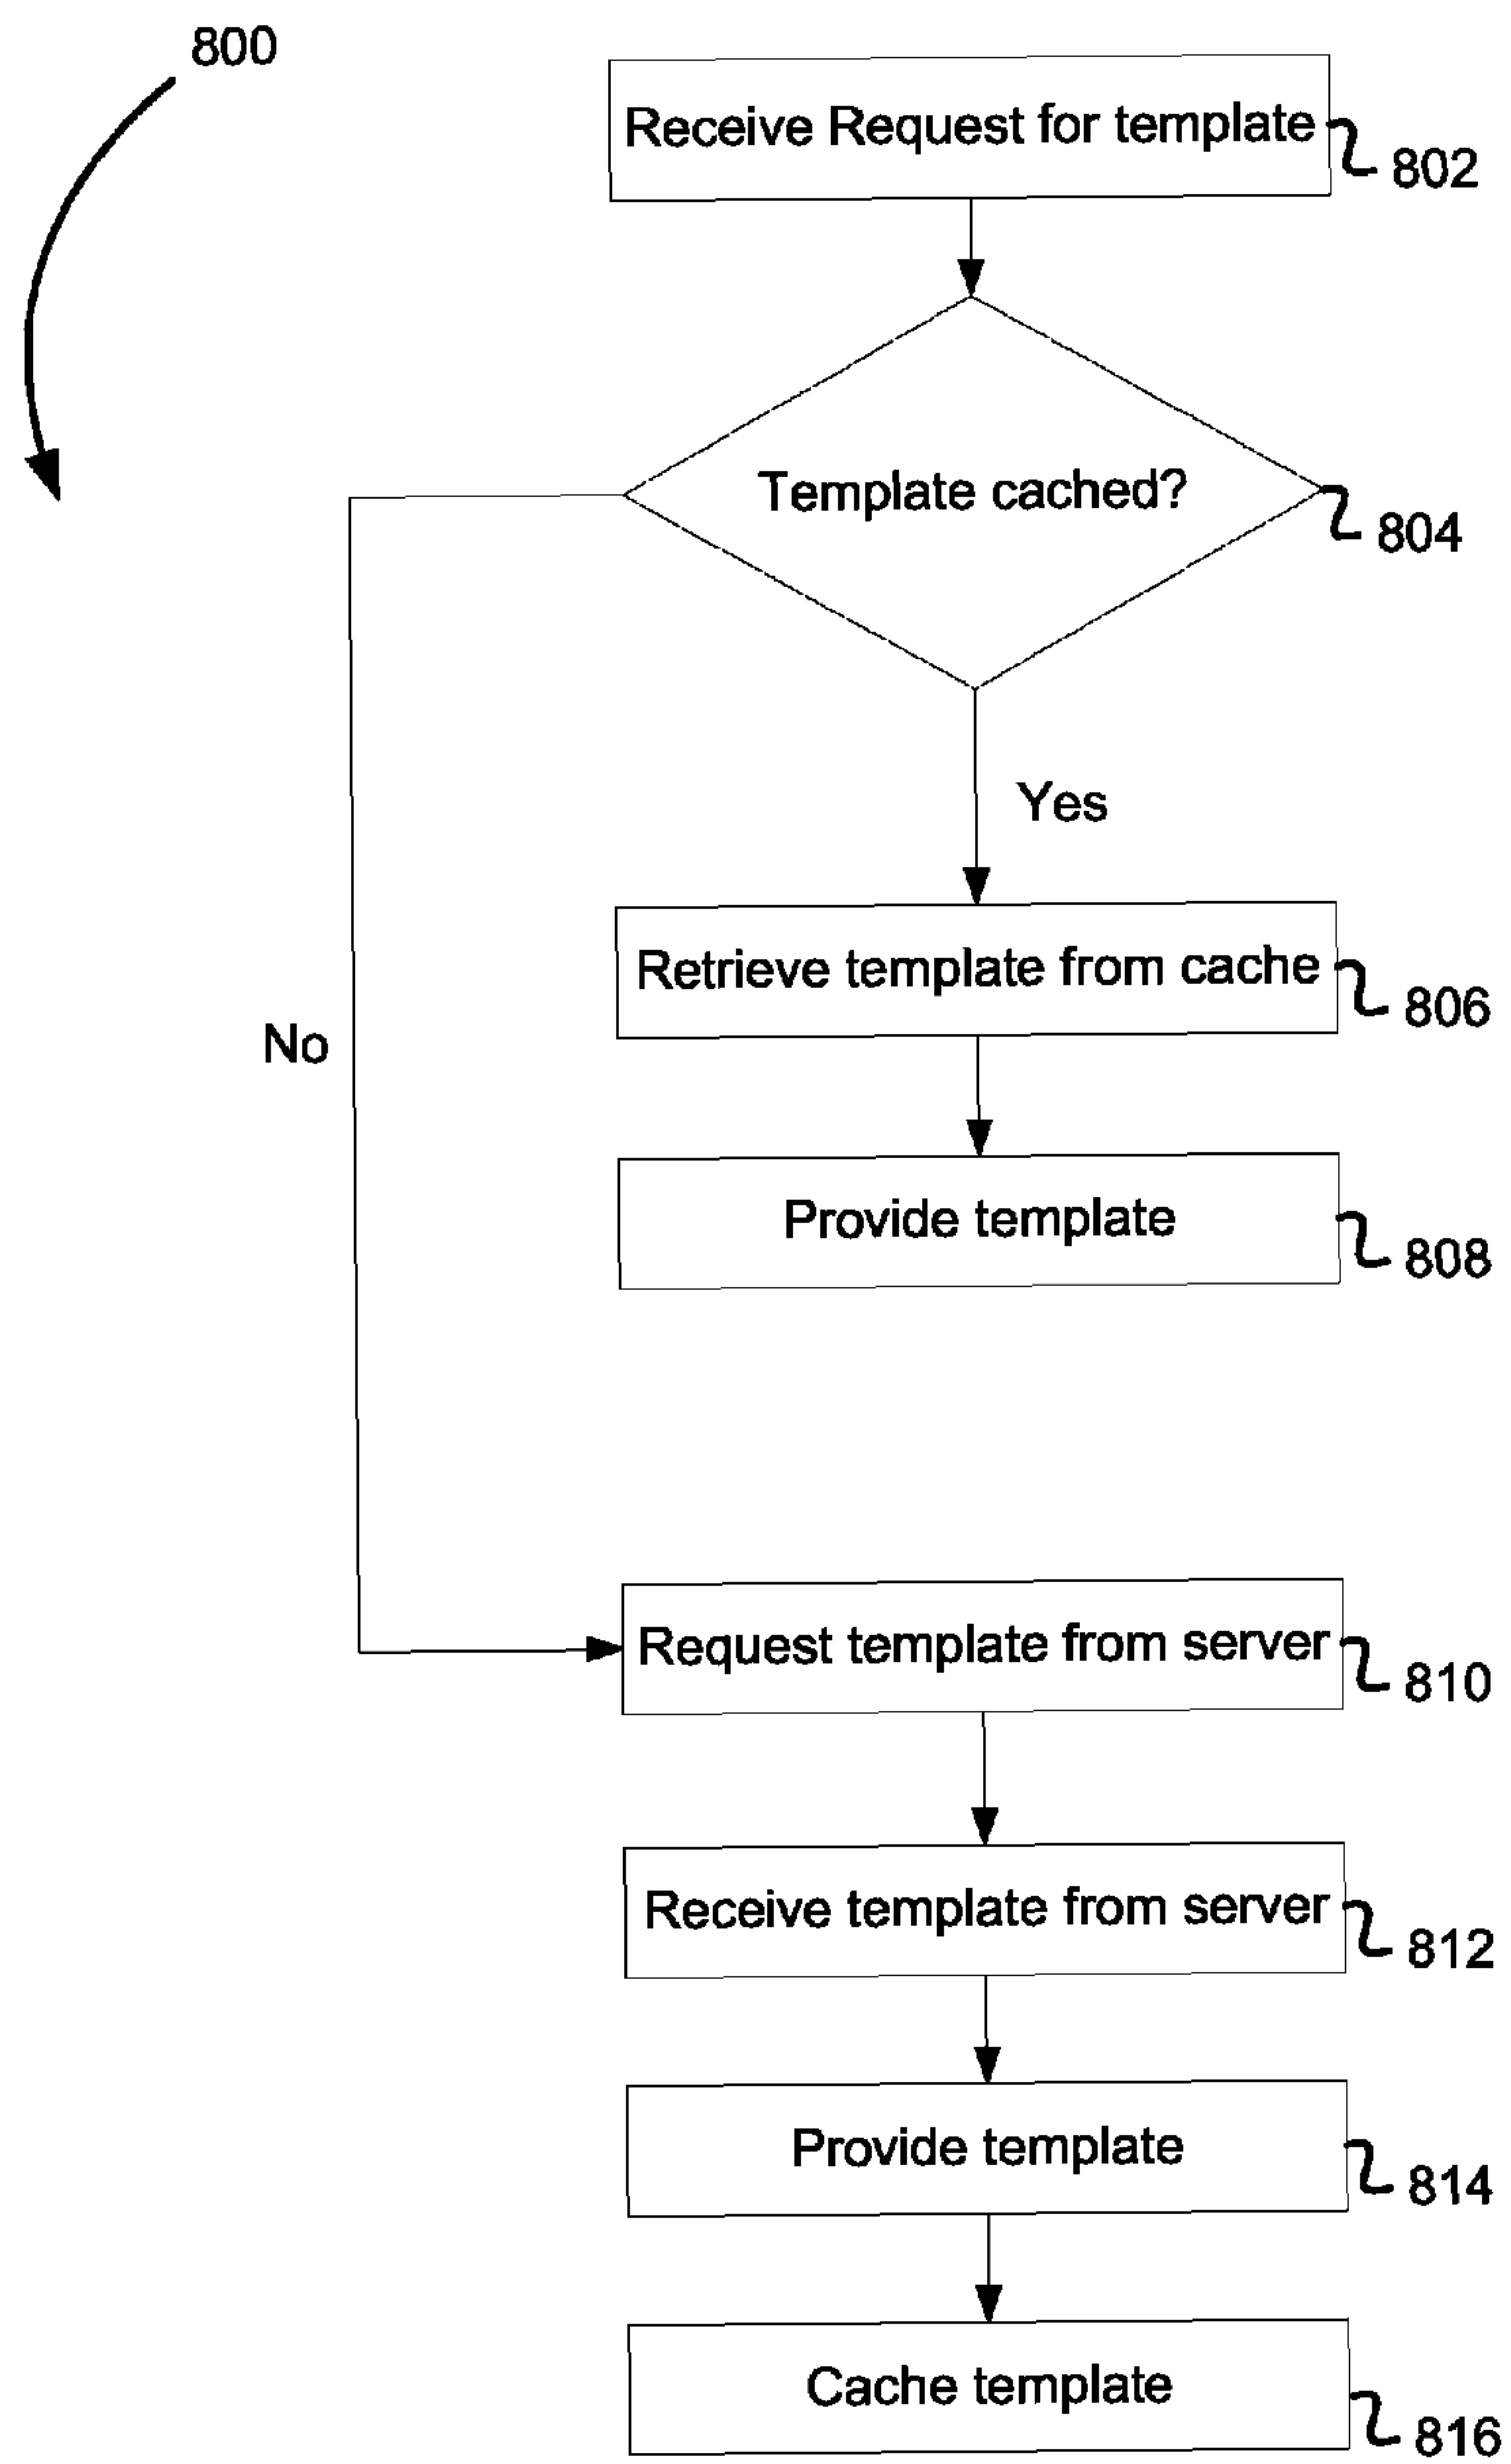 800
Receive Request for template
802
Template cached?
804
Yes
Retrieve template from cache
806
No
Provide template
808
Request template from server
810
Receive template from server
812
Provide template
814
Cache template
816